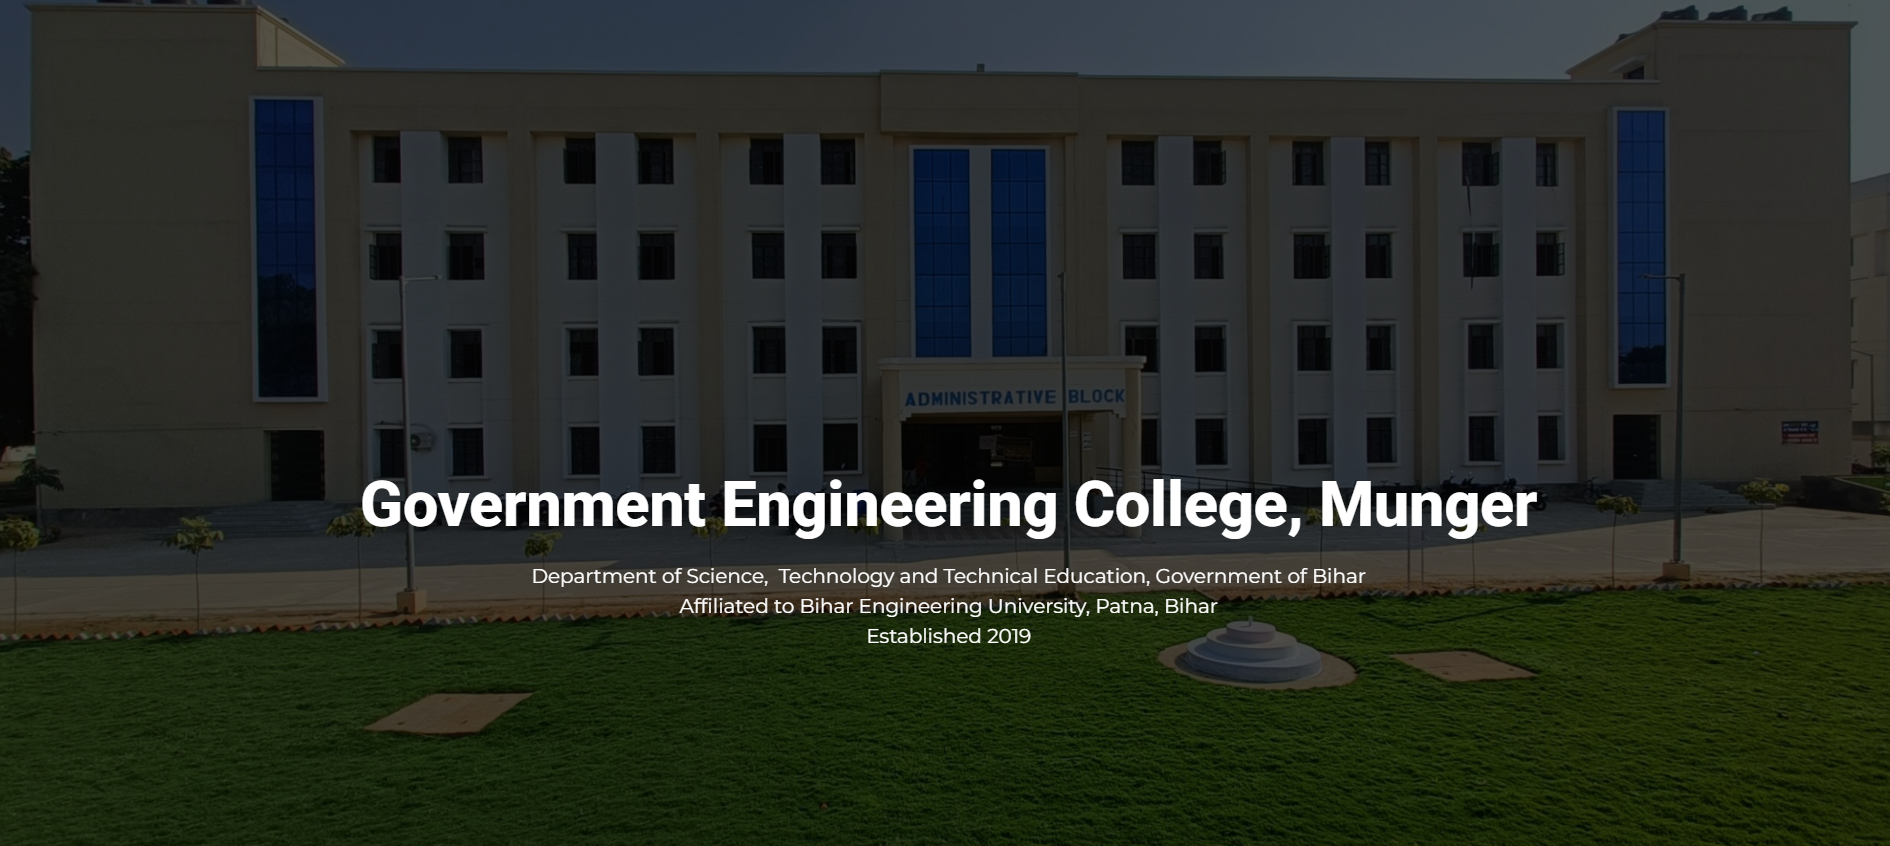 ADMINISTRATIVE BLOCK
Government Engineering College, Munger
Department of Science,  Technology and Technical Education, Government of Bihar
Affiliated to Bihar Engineering University, Patna, Bihar
Established 2019